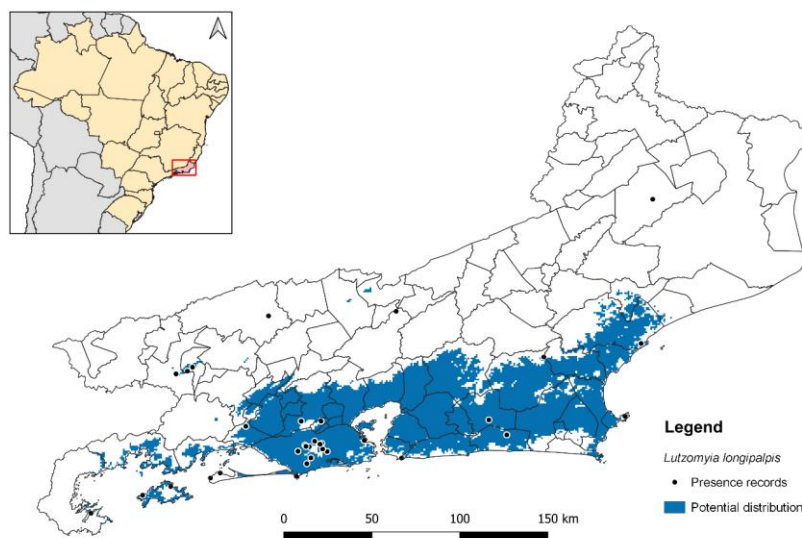 Legend
Lutzomyia longipalpis
Presence records
Potential distribution
0 50 100 150 km